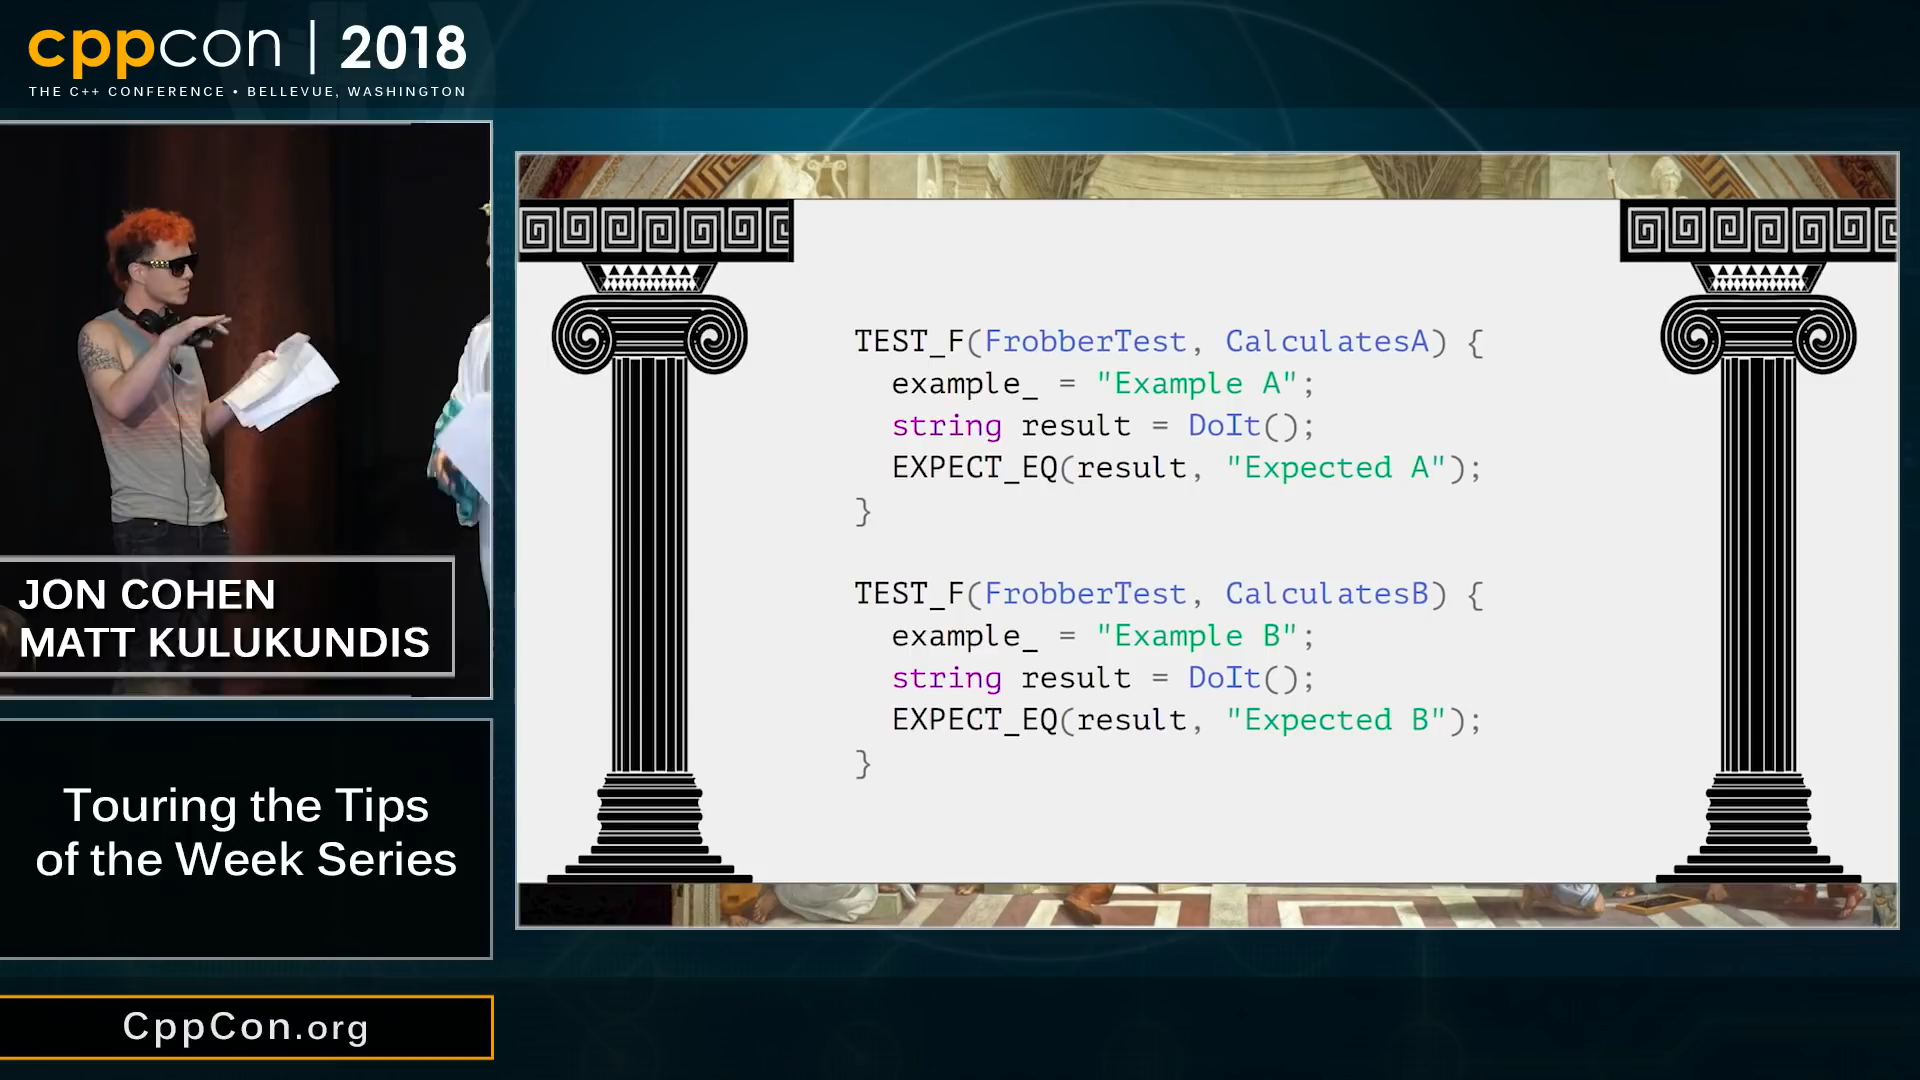 cppcon | 2018
THE C++ CONFERENCE • BELLEVUE, WASHINGTON
JON COHEN
MATT KULUKUNDIS
Touring the Tips
of the Week Series
CppCon.org
TEST_F(FrobberTest, CalculatesA) {
  example_ = "Example A";
  string result = DoIt();
  EXPECT_EQ(result, "Expected A");
}
TEST_F(FrobberTest, CalculatesB) {
  example_ = "Example B";
  string result = DoIt();
  EXPECT_EQ(result, "Expected B");
}